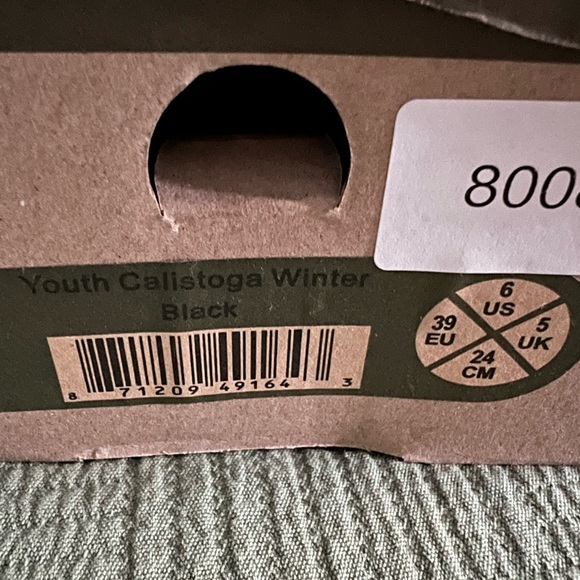 800
Youth Calistoga Winter
Black
8 71209 49164 3
6
US
39
EU
5
UK
24
CM